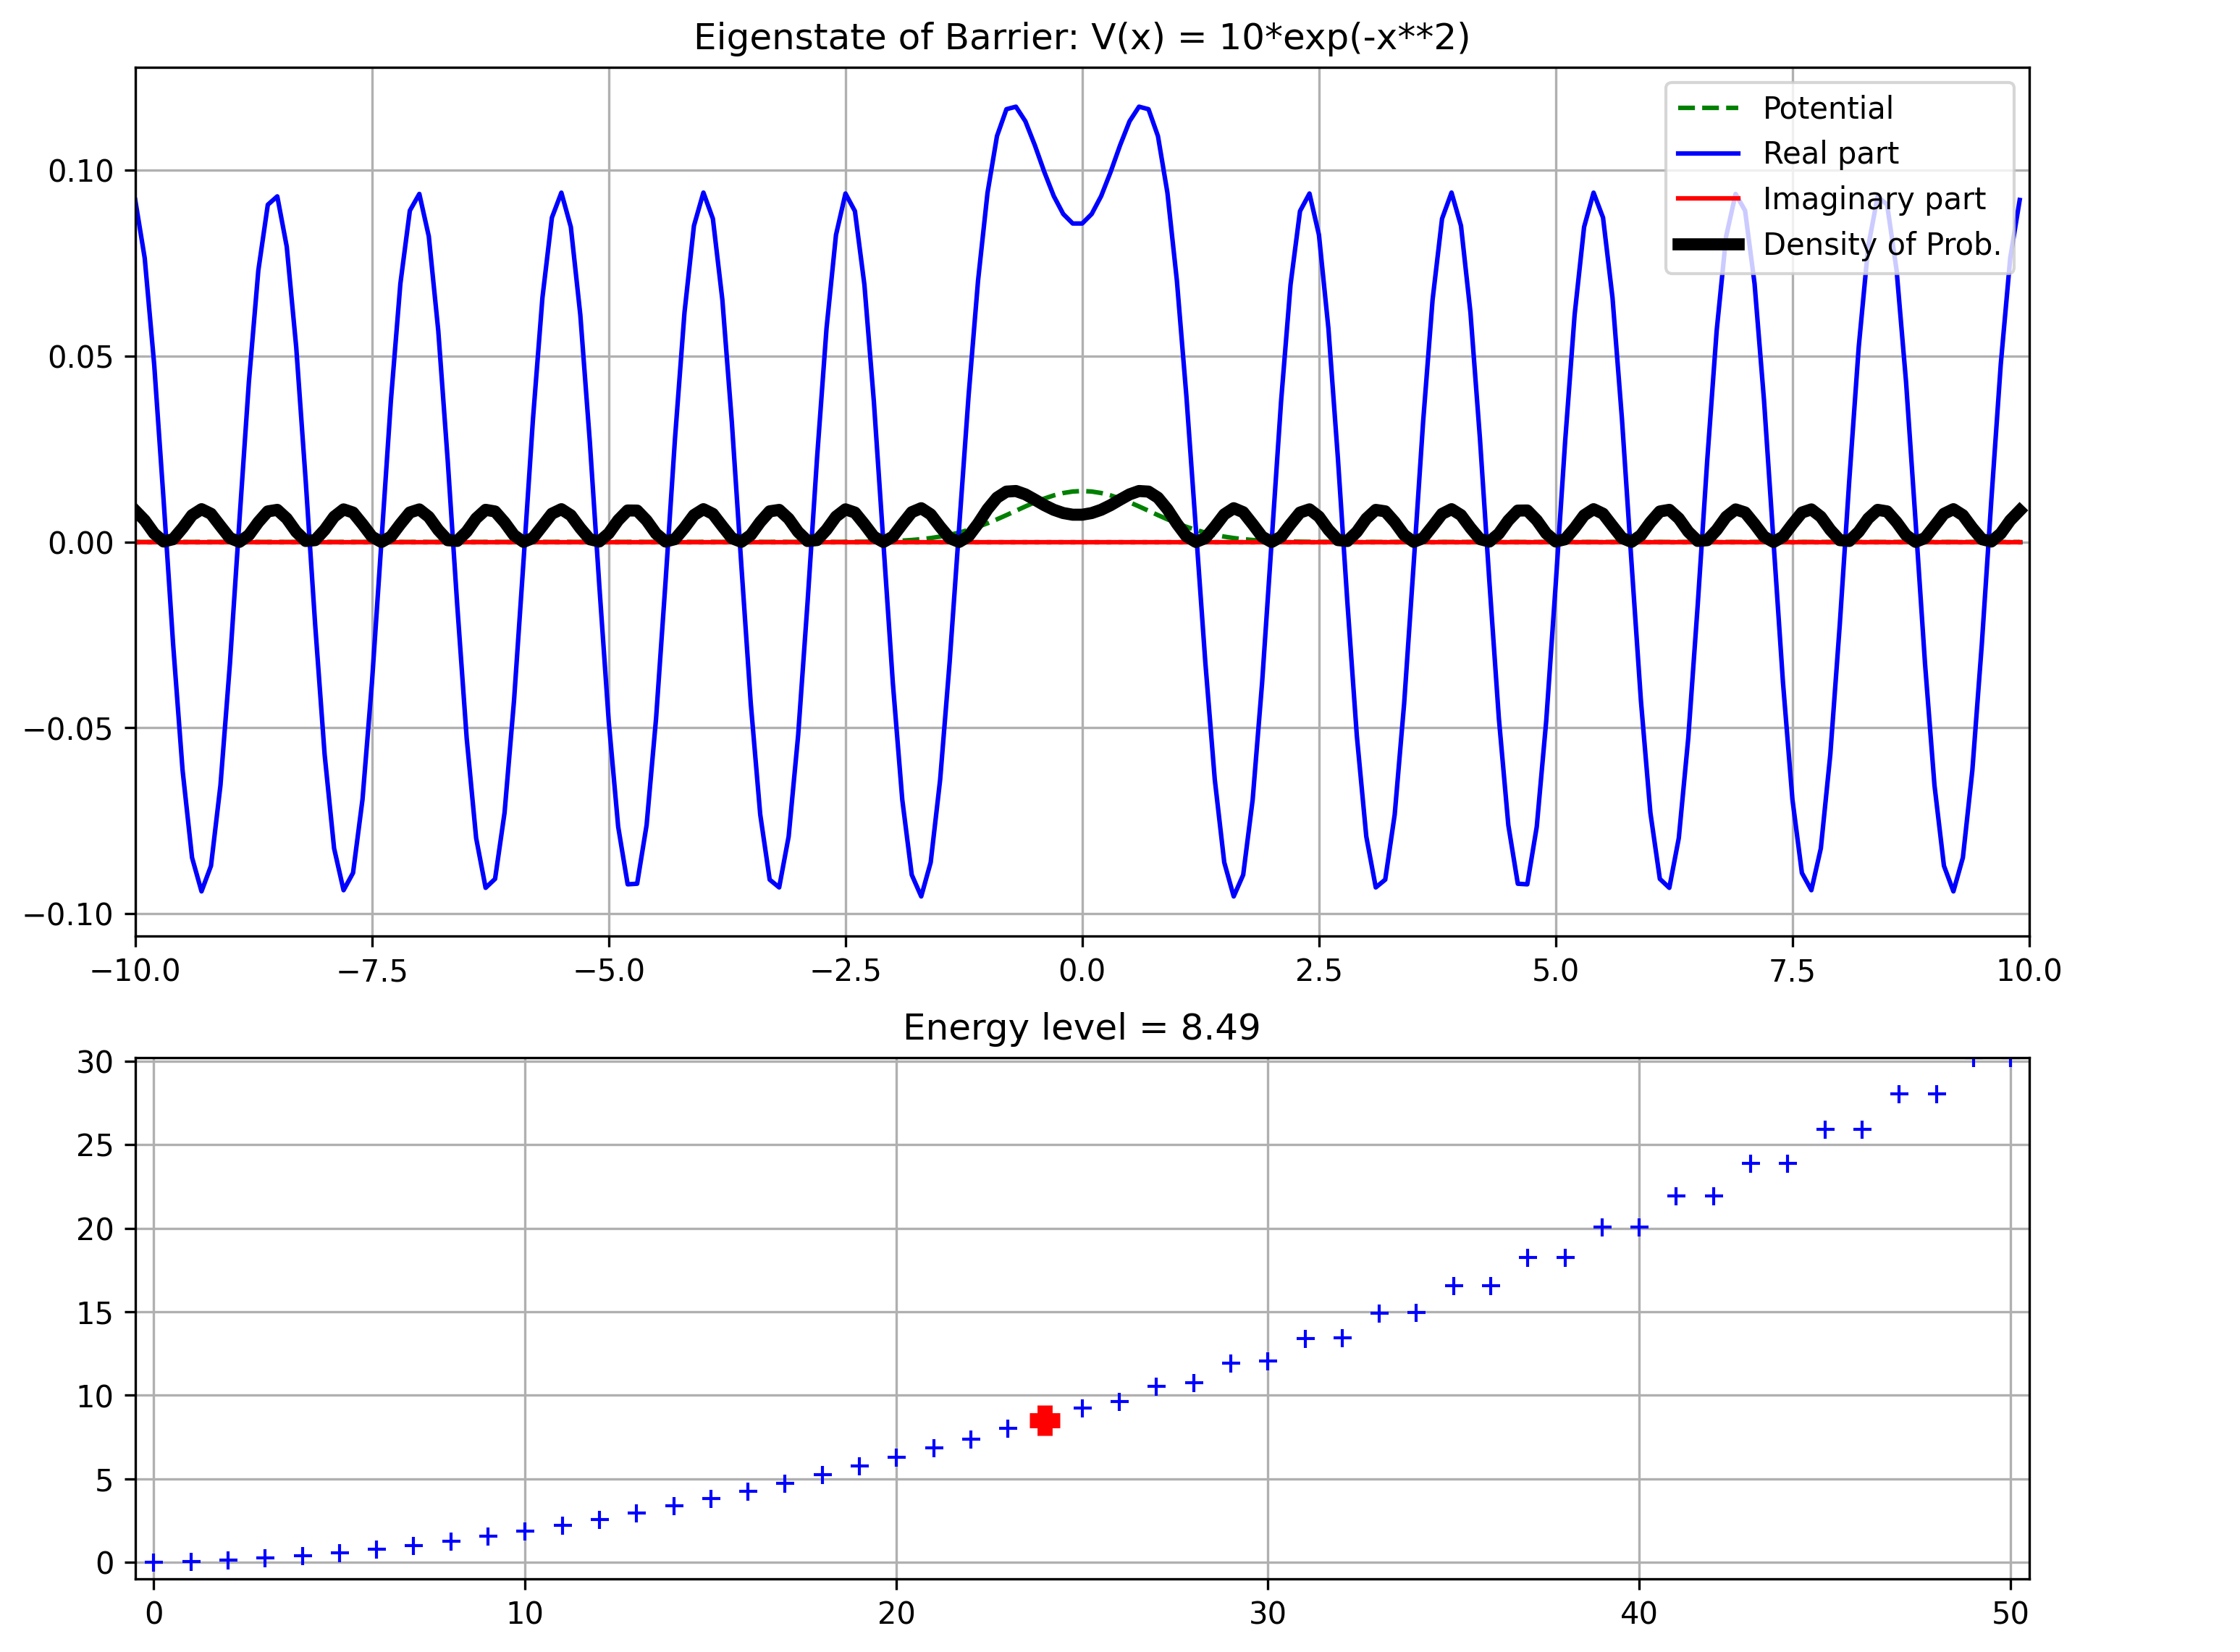 Eigenstate of Barrier: V(x) = 10*exp(-x**2)
Potential
Real part
Imaginary part
Density of Prob.
0.10
0.05
0.00
−0.05
−0.10
−10.0 −7.5 −5.0 −2.5 0.0 2.5 5.0 7.5 10.0
Energy level = 8.49
30
25
20
15
10
5
0
0 10 20 30 40 50